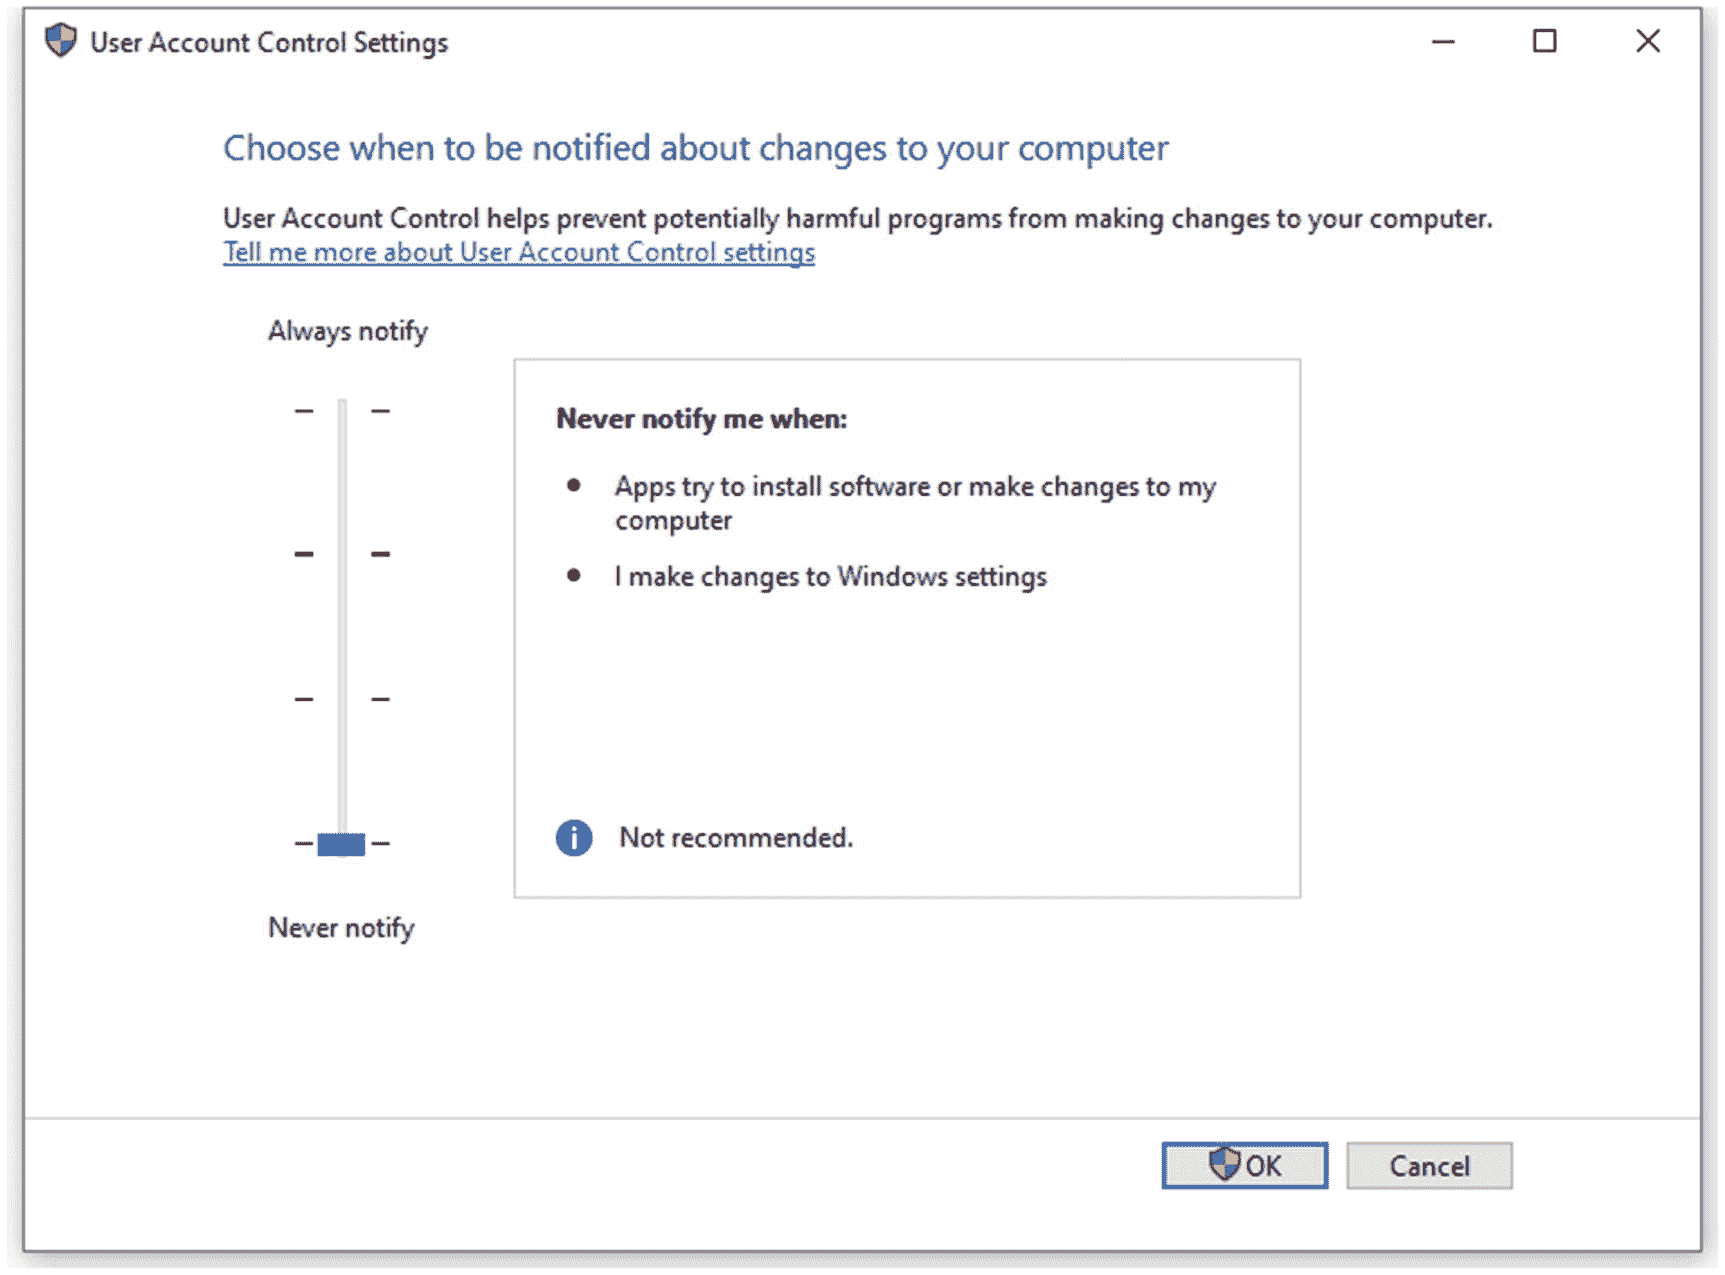 User Account Control Settings
Choose when to be notified about changes to your computer
User Account Control helps prevent potentially harmful programs from making changes to your computer.
Tell me more about User Account Control settings
Always notify
Never notify me when:
Apps try to install software or make changes to my
computer
I make changes to Windows settings
Not recommended.
Never notify
OK
Cancel